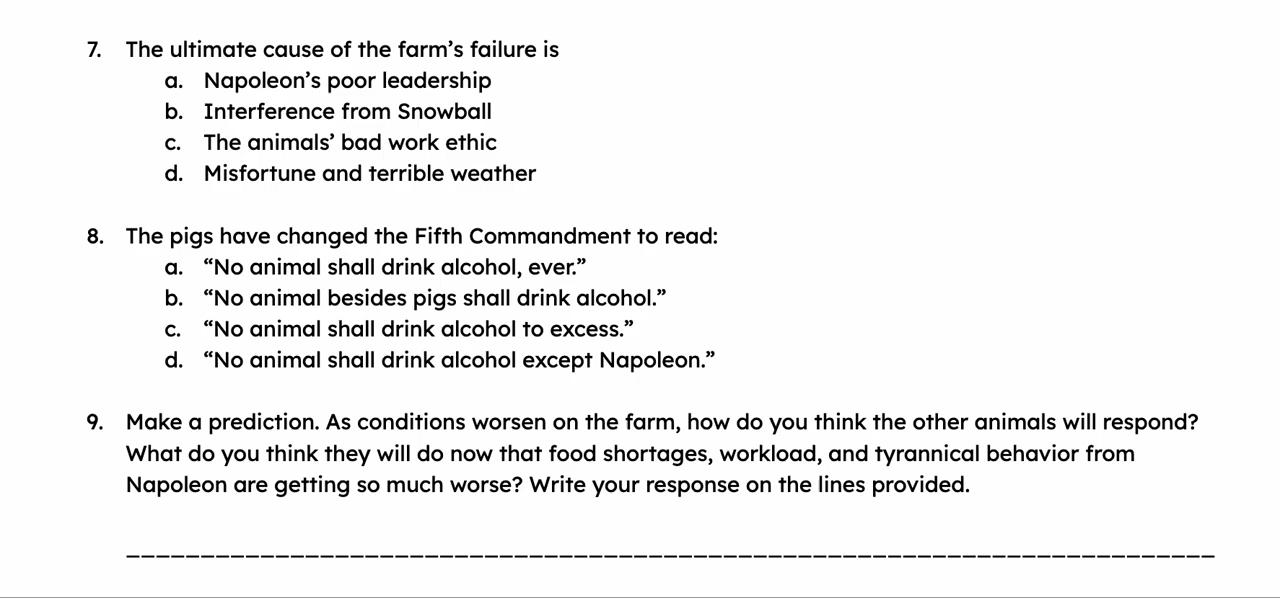 7. The ultimate cause of the farm’s failure is
a. Napoleon’s poor leadership
b. Interference from Snowball
c. The animals’ bad work ethic
d. Misfortune and terrible weather
8. The pigs have changed the Fifth Commandment to read:
a. “No animal shall drink alcohol, ever.”
b. “No animal besides pigs shall drink alcohol.”
c. “No animal shall drink alcohol to excess.”
d. “No animal shall drink alcohol except Napoleon.”
9. Make a prediction. As conditions worsen on the farm, how do you think the other animals will respond?
What do you think they will do now that food shortages, workload, and tyrannical behavior from
Napoleon are getting so much worse? Write your response on the lines provided.